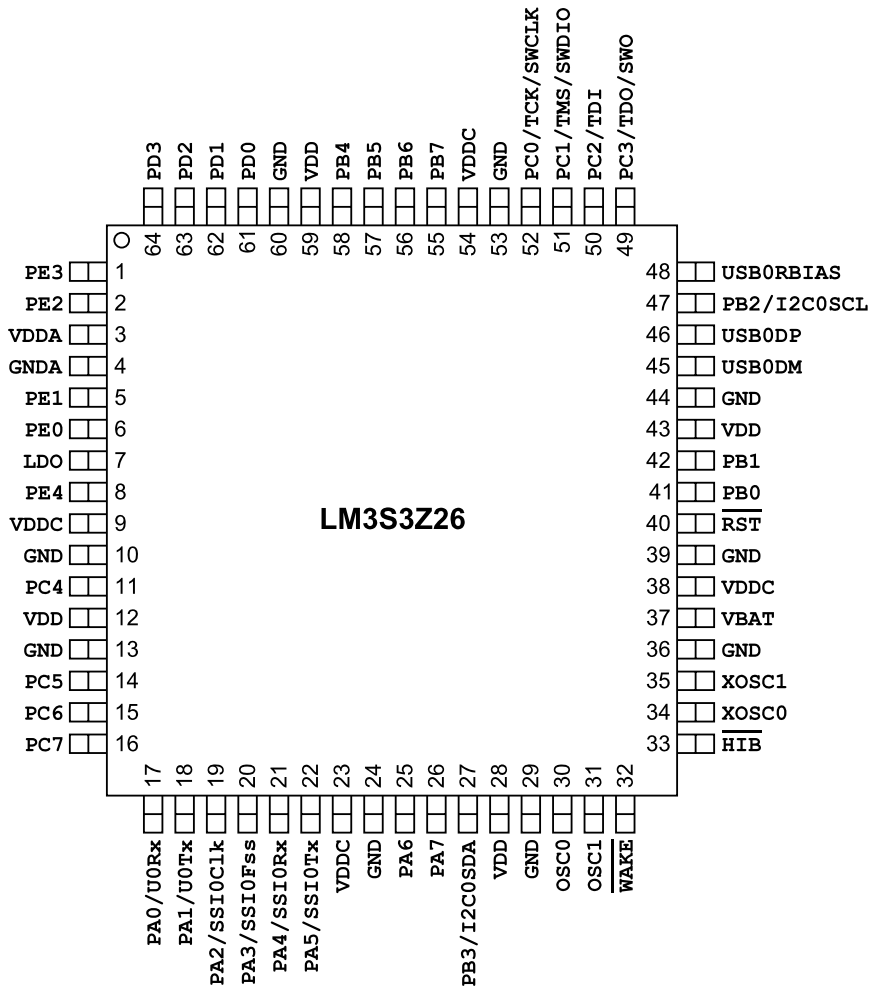 PD3
PD2
PD1
PD0
GND
VDD
PB4
PB5
PB6
PB7
VDDC
GND
PC0/TCK/SWCLK
PC1/TMS/SWDIO
PC2/TDI
PC3/TDO/SWO
64
63
62
61
60
59
58
57
56
55
54
53
52
51
50
49
PE3 1
PE2 2
VDDA 3
GNDA 4
PE1 5
PE0 6
LDO 7
PE4 8
VDDC 9
GND 10
PC4 11
VDD 12
GND 13
PC5 14
PC6 15
PC7 16
LM3S3Z26
48 USB0RBIAS
47 PB2/I2C0SCL
46 USB0DP
45 USB0DM
44 GND
43 VDD
42 PB1
41 PB0
40 RST
39 GND
38 VDDC
37 VBAT
36 GND
35 XOSC1
34 XOSC0
33 HIB
17
18
19
20
21
22
23
24
25
26
27
28
29
30
31
32
PA0/U0Rx
PA1/U0Tx
PA2/SSI0Clk
PA3/SSI0Fss
PA4/SSI0Rx
PA5/SSI0Tx
VDDC
GND
PA6
PA7
PB3/I2C0SDA
VDD
GND
OSC0
OSC1
WAKE